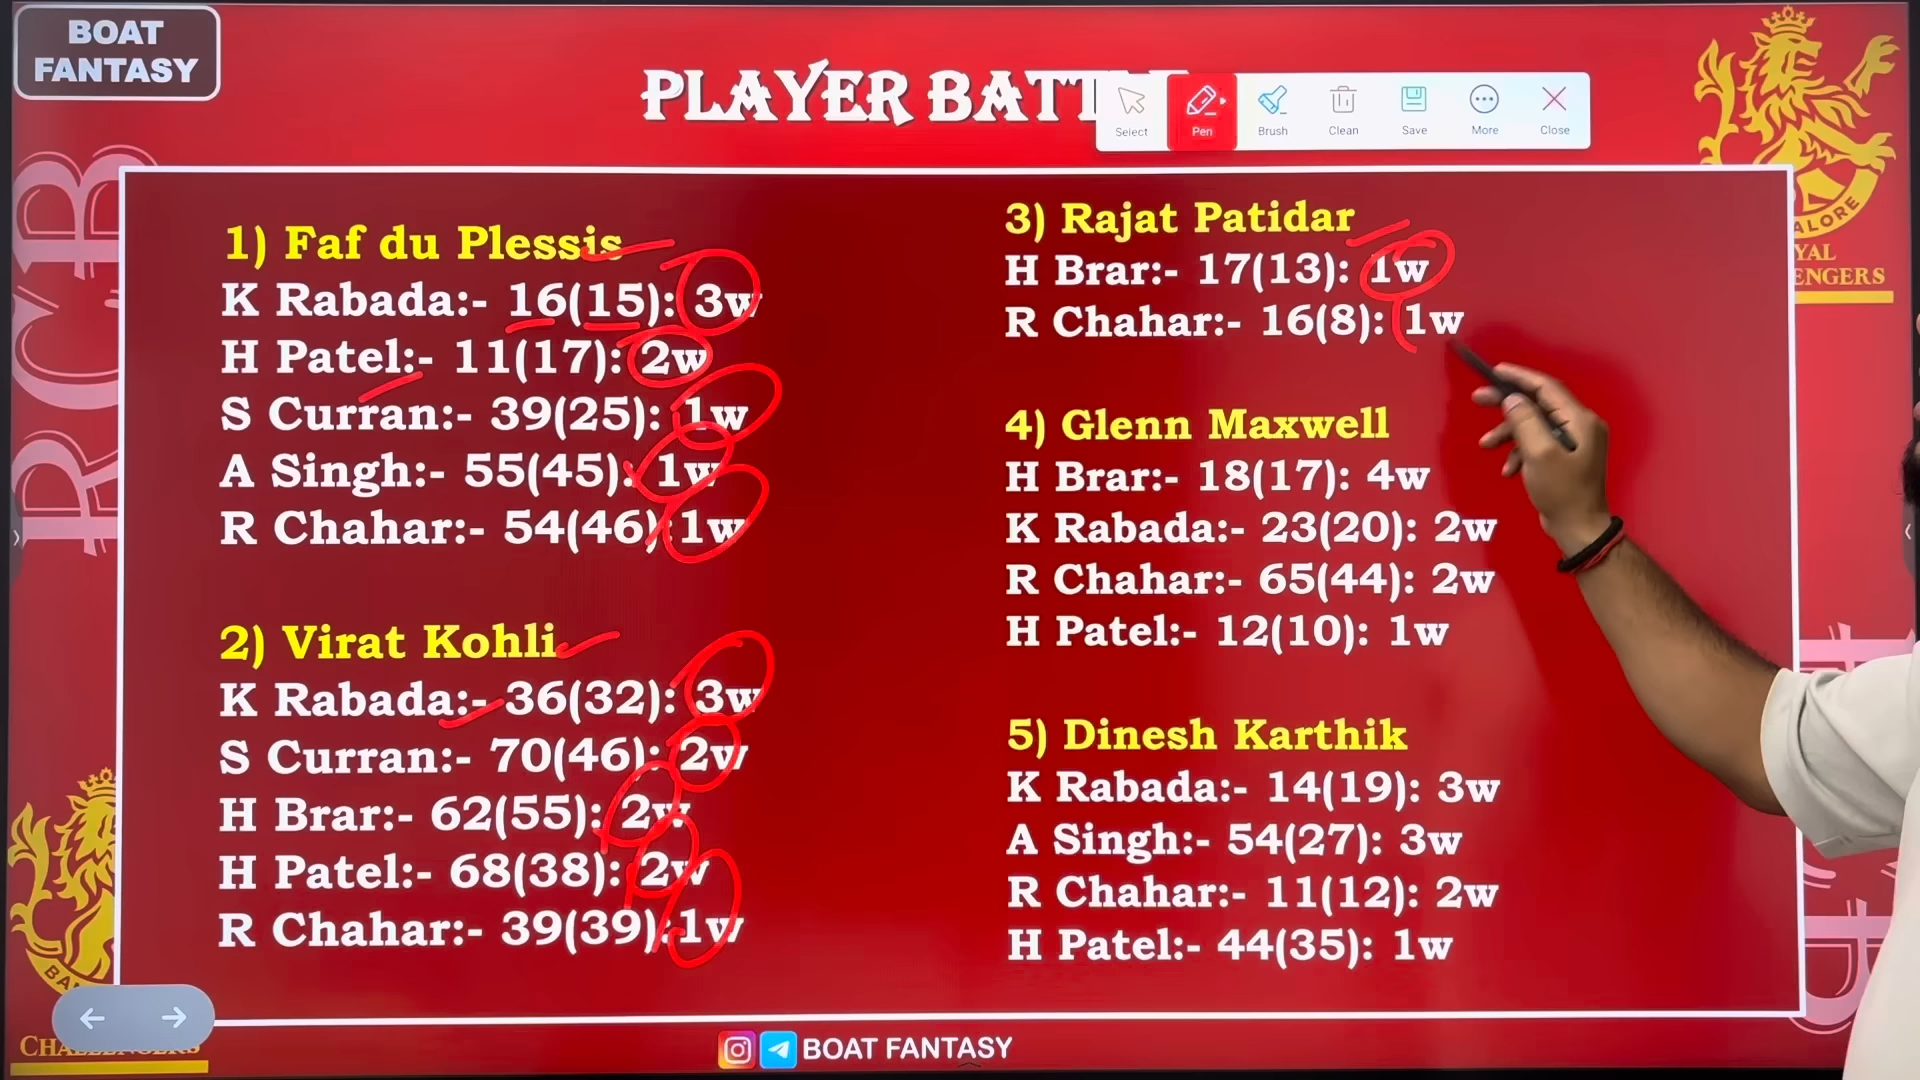 BOAT
FANTASY
PLAYER BATT
Select
Pen
Brush
Clean
Save
More
Close
RCB
1) Faf du Plessis
K Rabada:- 16(15): 3w
H Patel:- 11(17): 2w
S Curran:- 39(25): 1w
A Singh:- 55(45): 1w
R Chahar:- 54(46): 1w
2) Virat Kohli
K Rabada:- 36(32): 3w
S Curran:- 70(46): 2w
H Brar:- 62(55): 2w
H Patel:- 68(38): 2w
R Chahar:- 39(39): 1w
3) Rajat Patidar
H Brar:- 17(13): 1w
R Chahar:- 16(8): 1w
4) Glenn Maxwell
H Brar:- 18(17): 4w
K Rabada:- 23(20): 2w
R Chahar:- 65(44): 2w
H Patel:- 12(10): 1w
5) Dinesh Karthik
K Rabada:- 14(19): 3w
A Singh:- 54(27): 3w
R Chahar:- 11(12): 2w
H Patel:- 44(35): 1w
ALORE
YAL
ENGERS
BA
BOAT FANTASY